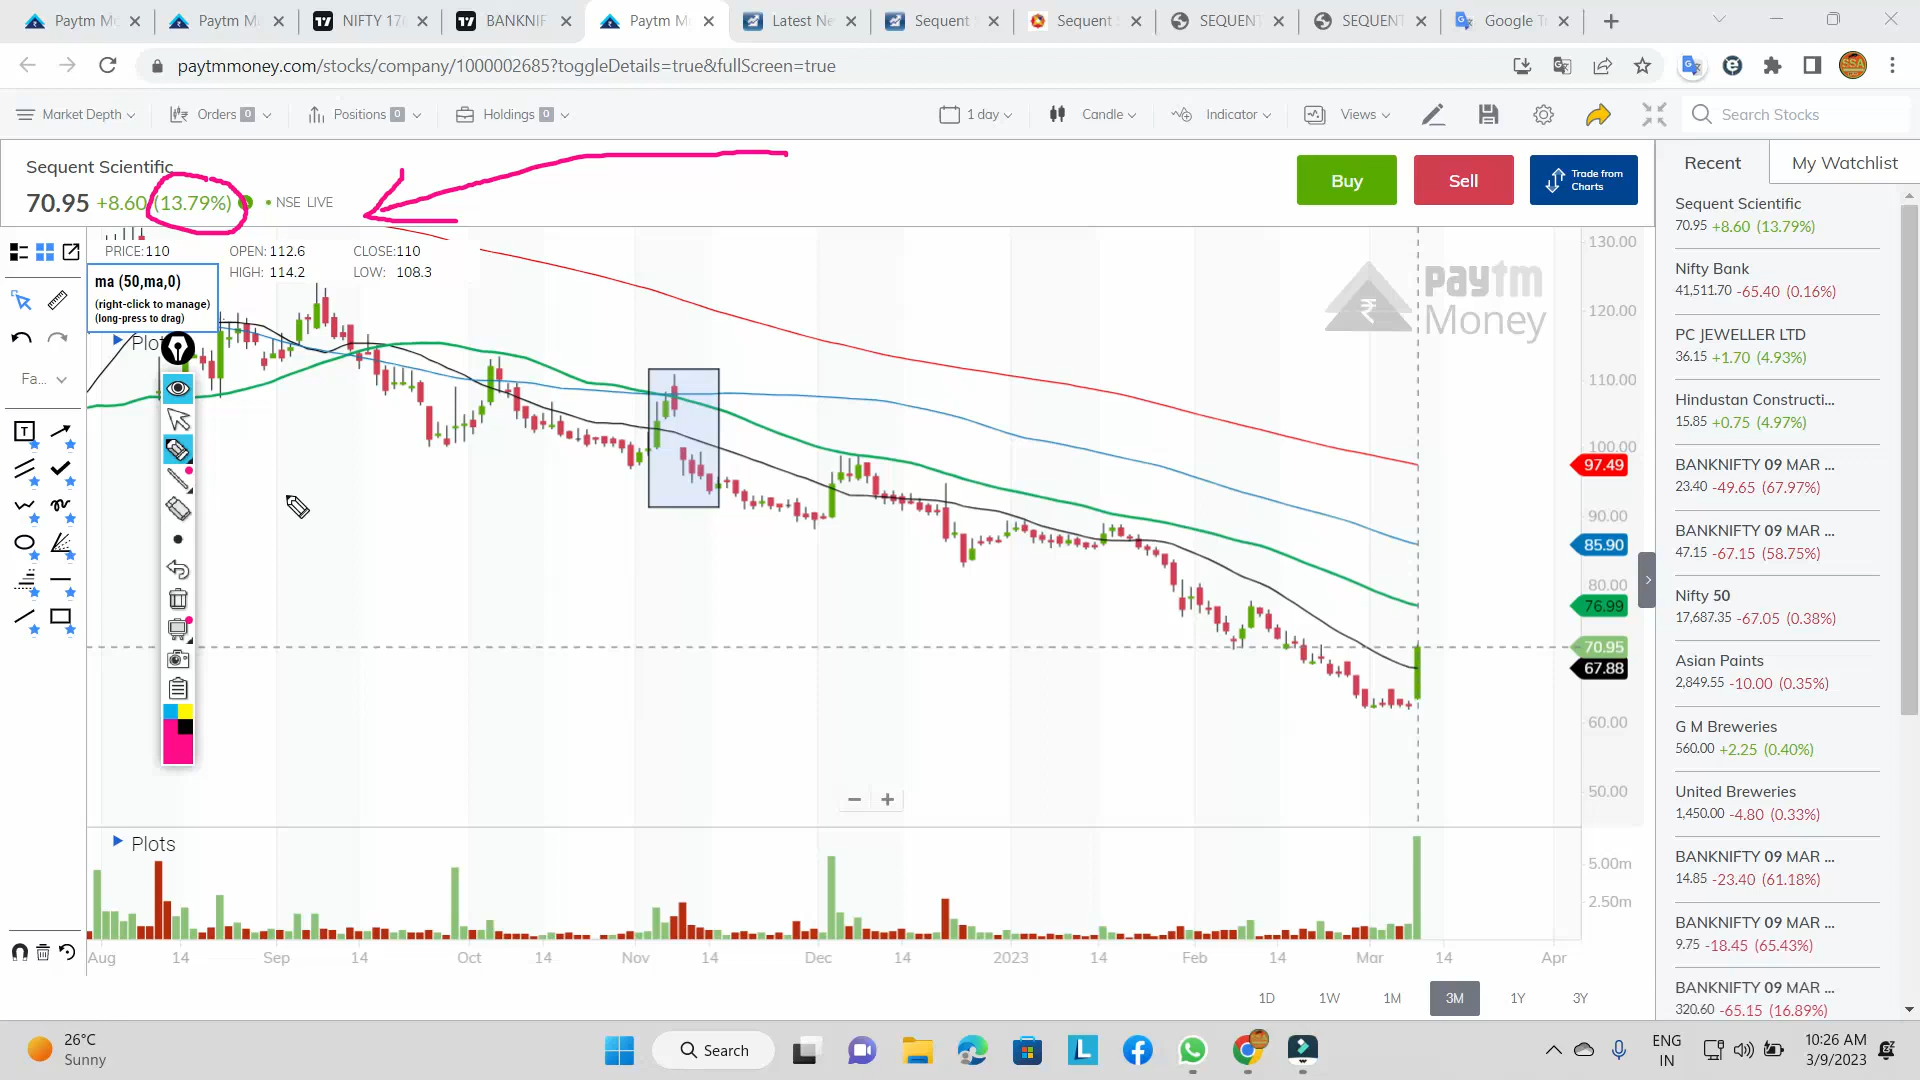 Paytm M
Paytm M
NIFTY 17
BANKNIF
Paytm M
Latest Ne
Sequent
Sequent
SEQUENT
SEQUENT
Google Tr
paytmmoney.com/stocks/company/1000002685?toggleDetails=true&fullScreen=true
Market Depth
Orders 0
Positions 0
Holdings 0
1 day
Candle
Indicator
Views
Search Stocks
Sequent Scientific
70.95 +8.60 (13.79%) • NSE LIVE
Buy
Sell
Trade from
Charts
Recent
My Watchlist
PRICE:110
OPEN: 112.6
CLOSE:110
HIGH: 114.2
LOW: 108.3
ma (50,ma,0)
(right-click to manage)
(long-press to drag)
Plot
Fa...
T
paytm
Money
130.00
120.00
110.00
100.00
97.49
90.00
85.90
80.00
76.99
70.95
67.88
60.00
50.00
Plots
5.00m
2.50m
Aug
14
Sep
14
Oct
14
Nov
14
Dec
14
2023
14
Feb
14
Mar
14
Apr
1D
1W
1M
3M
1Y
3Y
Sequent Scientific
70.95 +8.60 (13.79%)
Nifty Bank
41,511.70 -65.40 (0.16%)
PC JEWELLER LTD
36.15 +1.70 (4.93%)
Hindustan Constructi...
15.85 +0.75 (4.97%)
BANKNIFTY 09 MAR ...
23.40 -49.65 (67.97%)
BANKNIFTY 09 MAR ...
47.15 -67.15 (58.75%)
Nifty 50
17,687.35 -67.05 (0.38%)
Asian Paints
2,849.55 -10.00 (0.35%)
G M Breweries
560.00 +2.25 (0.40%)
United Breweries
1,450.00 -4.80 (0.33%)
BANKNIFTY 09 MAR ...
14.85 -23.40 (61.18%)
BANKNIFTY 09 MAR ...
9.75 -18.45 (65.43%)
BANKNIFTY 09 MAR ...
320.60 -65.15 (16.89%)
26°C
Sunny
Search
ENG
IN
10:26 AM
3/9/2023